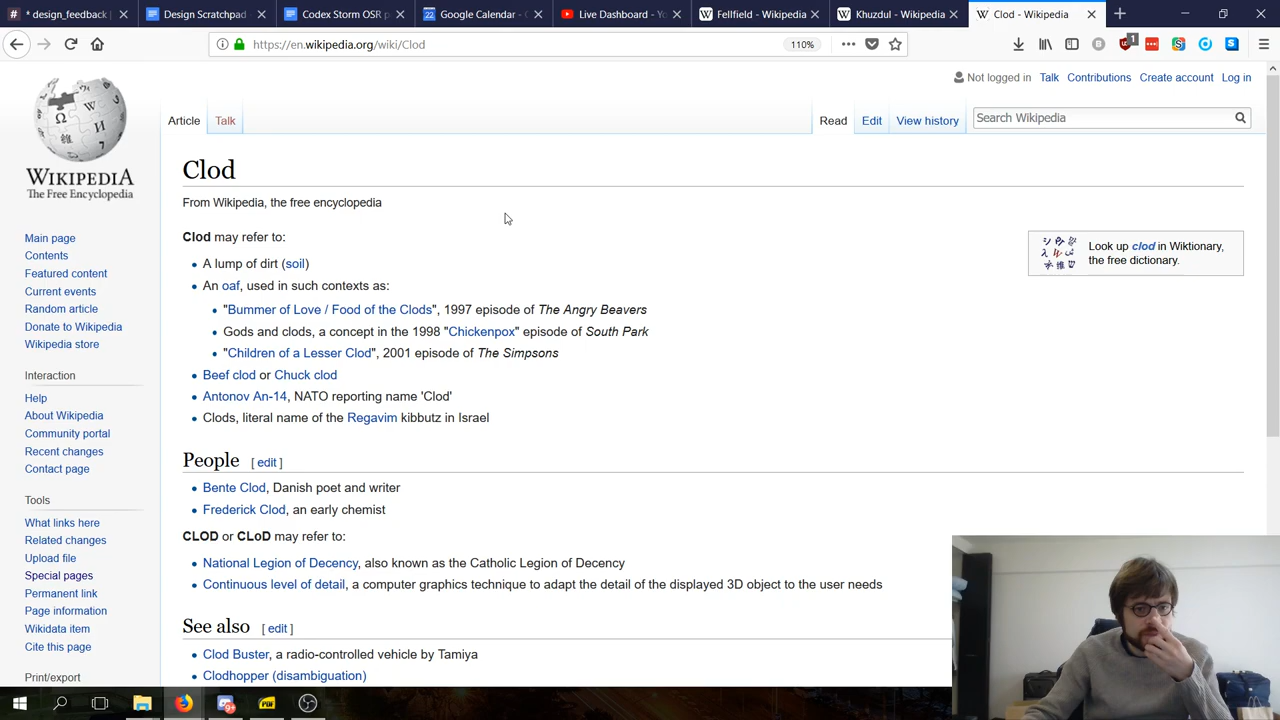 * design_feedback |
Design Scratchpad
Codex Storm OSR p
22
Google Calendar - C
Live Dashboard - Yo
Fellfield - Wikipedia
Khuzdul - Wikipedia
Clod - Wikipedia
https://en.wikipedia.org/wiki/Clod
110%
1
Not logged in Talk Contributions Create account Log in
Article Talk
Read Edit View history
Search Wikipedia
WIKIPEDIA
The Free Encyclopedia
Main page
Contents
Featured content
Current events
Random article
Donate to Wikipedia
Wikipedia store
Interaction
Help
About Wikipedia
Community portal
Recent changes
Contact page
Tools
What links here
Related changes
Upload file
Special pages
Permanent link
Page information
Wikidata item
Cite this page
Print/export
Clod
From Wikipedia, the free encyclopedia
Clod may refer to:
• A lump of dirt (soil)
• An oaf, used in such contexts as:
• "Bummer of Love / Food of the Clods", 1997 episode of The Angry Beavers
• Gods and clods, a concept in the 1998 "Chickenpox" episode of South Park
• "Children of a Lesser Clod", 2001 episode of The Simpsons
• Beef clod or Chuck clod
• Antonov An-14, NATO reporting name 'Clod'
• Clods, literal name of the Regavim kibbutz in Israel
Look up clod in Wiktionary,
the free dictionary.
People [ edit ]
• Bente Clod, Danish poet and writer
• Frederick Clod, an early chemist
CLOD or CLoD may refer to:
• National Legion of Decency, also known as the Catholic Legion of Decency
• Continuous level of detail, a computer graphics technique to adapt the detail of the displayed 3D object to the user needs
See also [ edit ]
• Clod Buster, a radio-controlled vehicle by Tamiya
• Clodhopper (disambiguation)